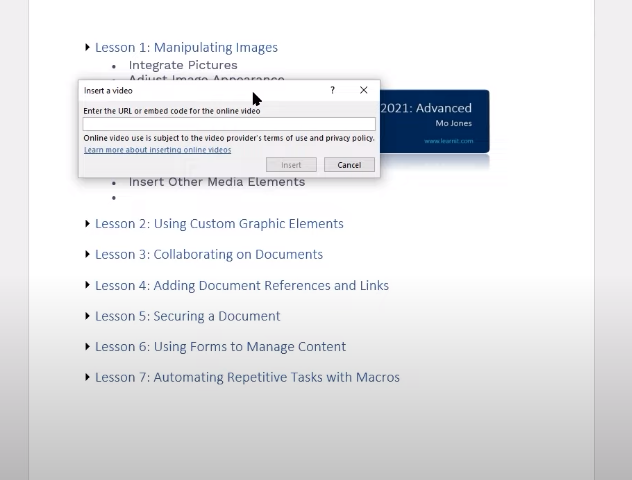 Lesson 1: Manipulating Images
Integrate Pictures
Adjust Image Appearance
Insert a video
?
Enter the URL or embed code for the online video
Online video use is subject to the video provider's terms of use and privacy policy.
Learn more about inserting online videos
Insert
Cancel
2021: Advanced
Mo Jones
www.learnit.com
Insert Other Media Elements
Lesson 2: Using Custom Graphic Elements
Lesson 3: Collaborating on Documents
Lesson 4: Adding Document References and Links
Lesson 5: Securing a Document
Lesson 6: Using Forms to Manage Content
Lesson 7: Automating Repetitive Tasks with Macros